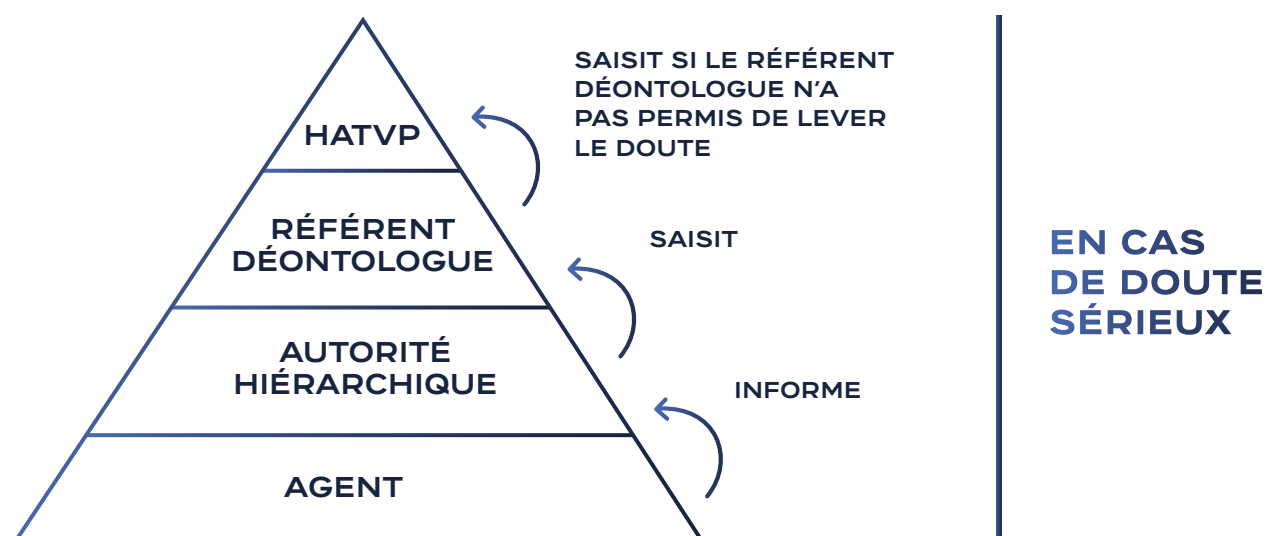 SAISIT SI LE RÉFÉRENT
DÉONTOLOGUE N'A
PAS PERMIS DE LEVER
LE DOUTE
HATVP
RÉFÉRENT
DÉONTOLOGUE
SAISIT
AUTORITÉ
HIÉRARCHIQUE
INFORME
AGENT
EN CAS
DE DOUTE
SÉRIEUX